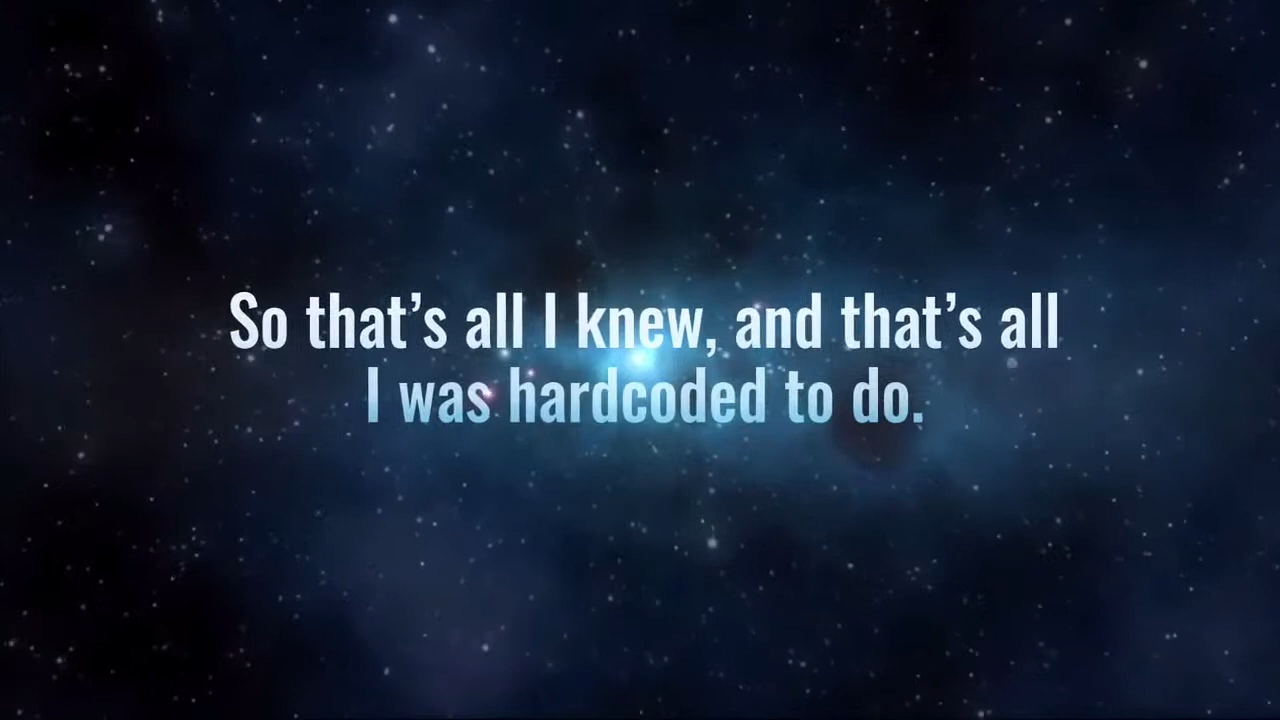 So that’s all I knew, and that’s all
I was hardcoded to do.